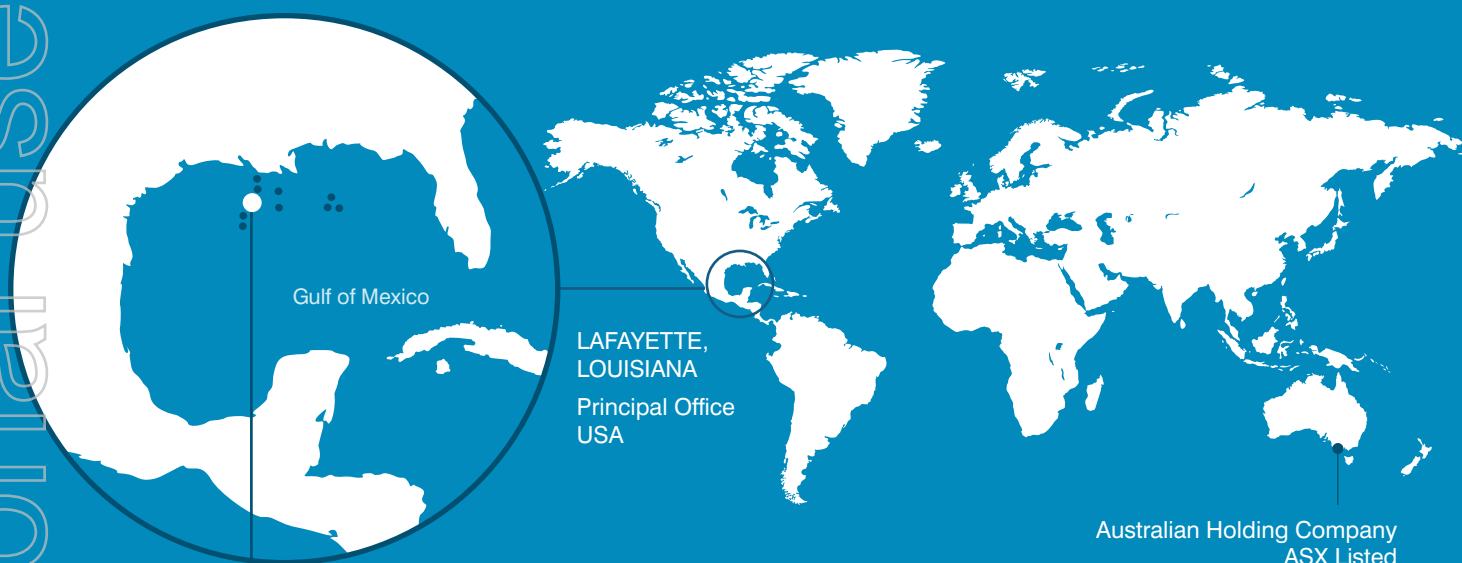 Gulf of Mexico
LAFAYETTE,
LOUISIANA
Principal Office
USA
Australian Holding Company
ASX Listed